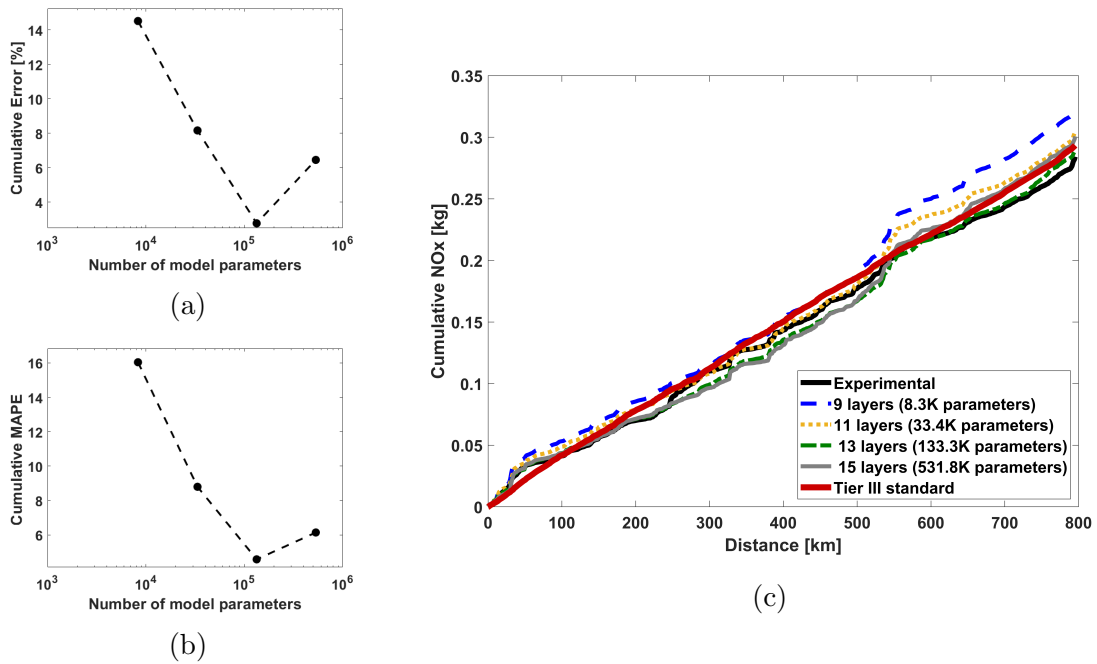 14
12
10
8
6
4
10^3
10^4
10^5
10^6
Cumulative Error [%]
Number of model parameters
(a)
16
14
12
10
8
6
10^3
10^4
10^5
10^6
Cumulative MAPE
Number of model parameters
(b)
0.35
0.3
0.25
0.2
0.15
0.1
0.05
0
0
100
200
300
400
500
600
700
800
Cumulative NOx [kg]
Distance [km]
Experimental
9 layers (8.3K parameters)
11 layers (33.4K parameters)
13 layers (133.3K parameters)
15 layers (531.8K parameters)
Tier III standard
(c)